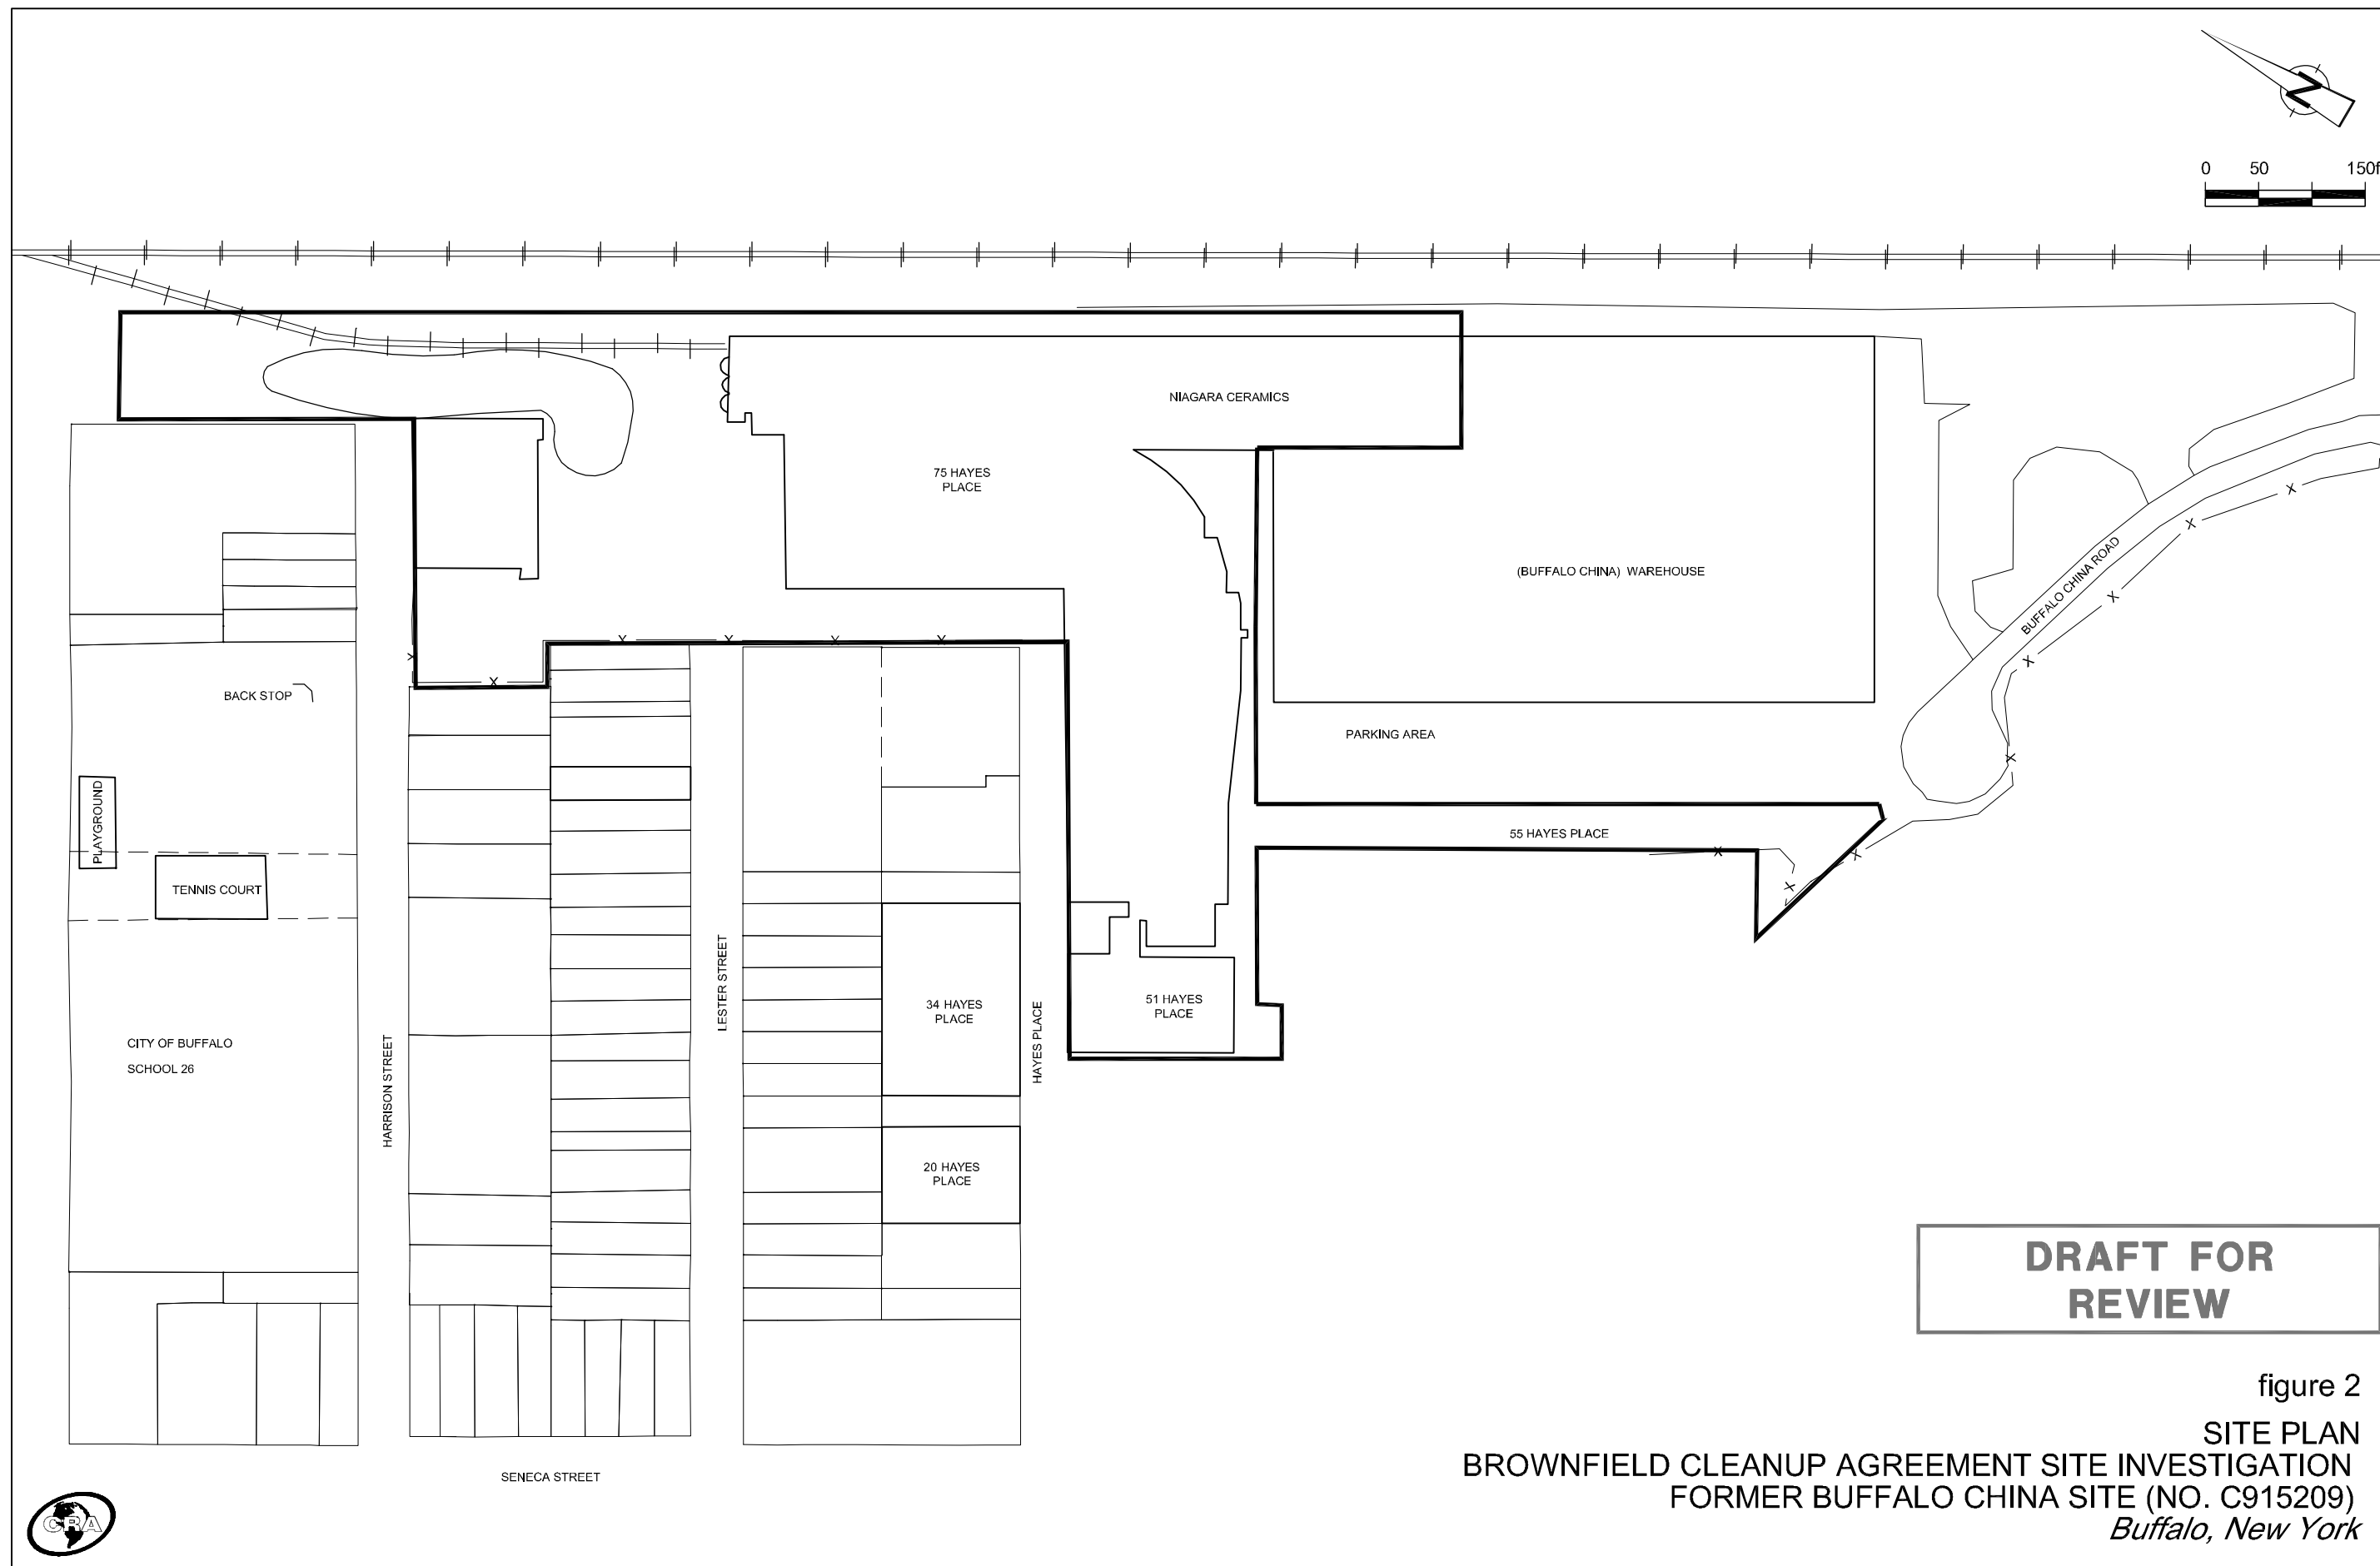 N
0 50 150f
NIAGARA CERAMICS
75 HAYES
PLACE
(BUFFALO CHINA) WAREHOUSE
BUFFALO CHINA ROAD
BACK STOP
PARKING AREA
PLAYGROUND
55 HAYES PLACE
TENNIS COURT
LESTER STREET
34 HAYES
PLACE
51 HAYES
PLACE
HAYES PLACE
CITY OF BUFFALO
SCHOOL 26
HARRISON STREET
20 HAYES
PLACE
SENECA STREET
DRAFT FOR
REVIEW
figure 2
SITE PLAN
BROWNFIELD CLEANUP AGREEMENT SITE INVESTIGATION
FORMER BUFFALO CHINA SITE (NO. C915209)
Buffalo, New York
CRA